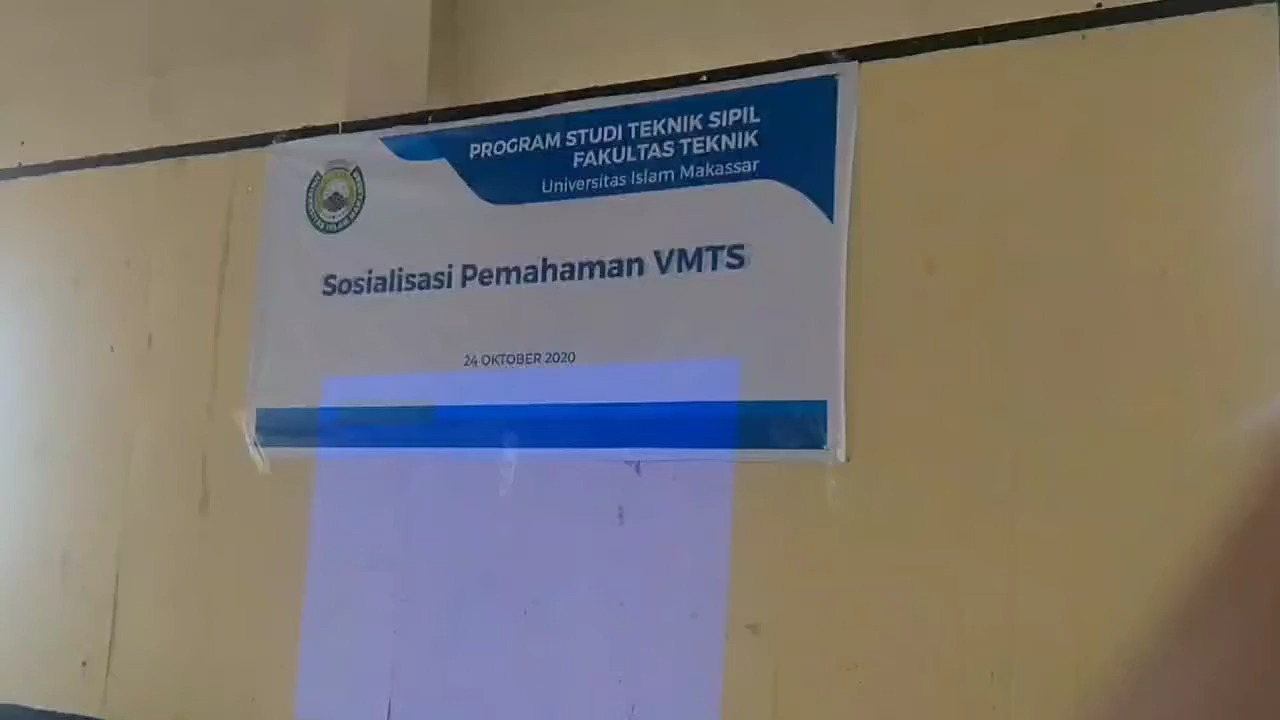 PROGRAM STUDI TEKNIK SIPIL
FAKULTAS TEKNIK
Universitas Islam Makassar
Sosialisasi Pemahaman VMTS
24 OKTOBER 2020